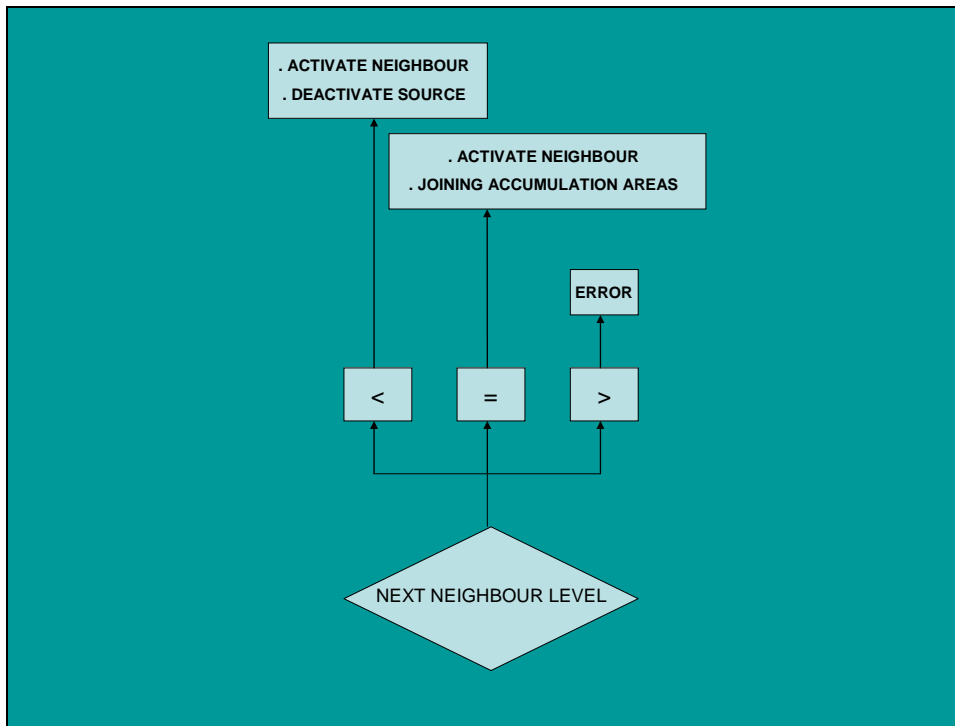 . ACTIVATE NEIGHBOUR
. DEACTIVATE SOURCE
. ACTIVATE NEIGHBOUR
. JOINING ACCUMULATION AREAS
ERROR
<
=
>
NEXT NEIGHBOUR LEVEL